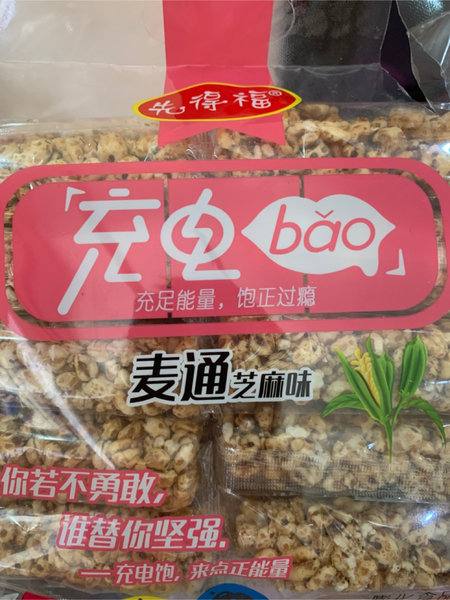 先得福®
「充电bǎo」
充足能量，饱正过瘾
麦通芝麻味
你若不勇敢，
谁替你坚强.
——充电饱，来点正能量